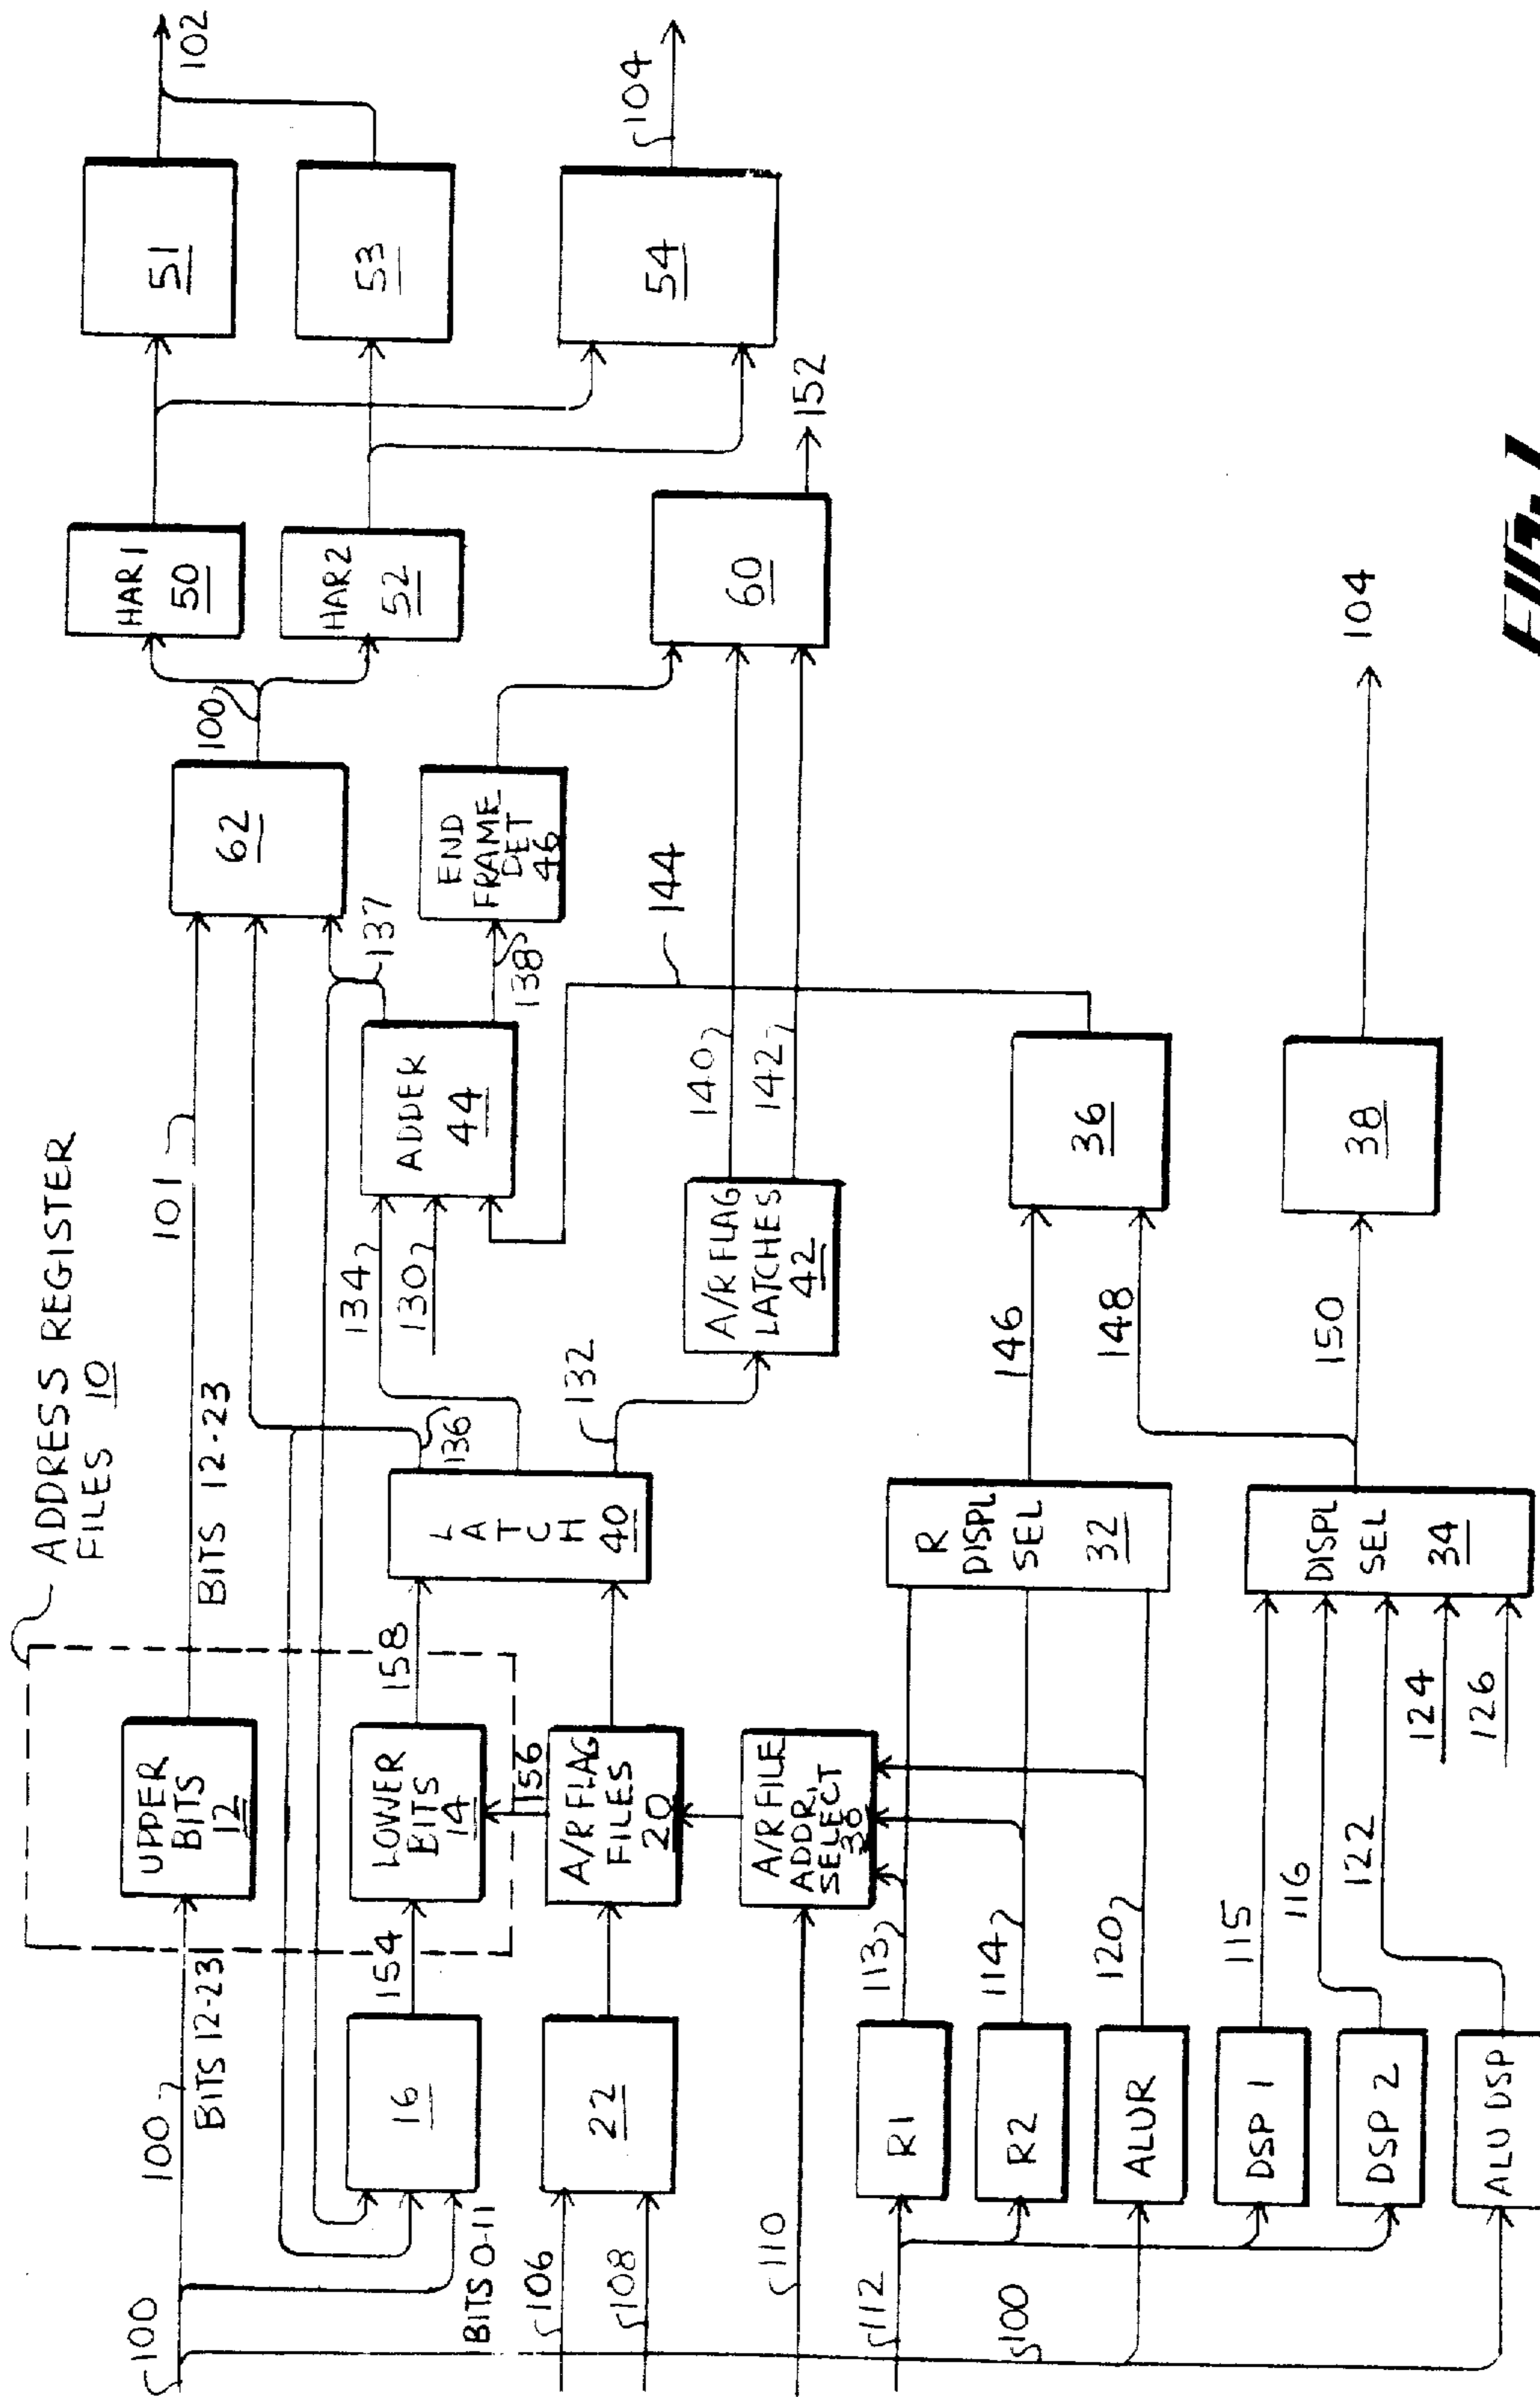 ADDRESS REGISTER
FILES 10
100
100
BITS 12-23
UPPER
BITS
12
BITS 12-23
101
62
100
HAR1
50
51
102
BITS 0-11
16
154
LOWER
BITS
14
158
156
LATCH
40
136
134
130
132
ADDER
44
137
138
END
FRAME
DET
46
HAR2
52
53
106
108
22
A/R FLAG
FILES
20
A/R FLAG
LATCHES
42
140
142
144
60
152
54
104
110
A/R FILE
ADDR.
SELECT
30
112
100
R1
113
R2
114
ALUR
120
R
DISPL
SEL
32
146
148
36
DSP 1
115
DSP 2
116
ALU DSP
122
124
126
DISPL
SEL
34
150
38
104
FIG. 1